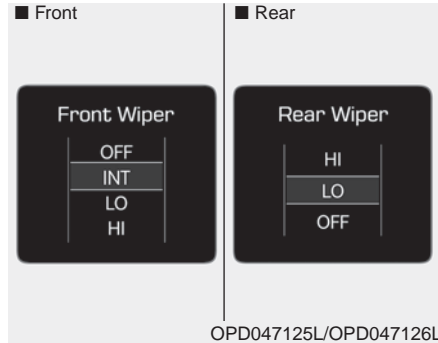 ■ Front
■ Rear
Front Wiper
OFF
INT
LO
HI
Rear Wiper
HI
LO
OFF
OPD047125L/OPD047126L